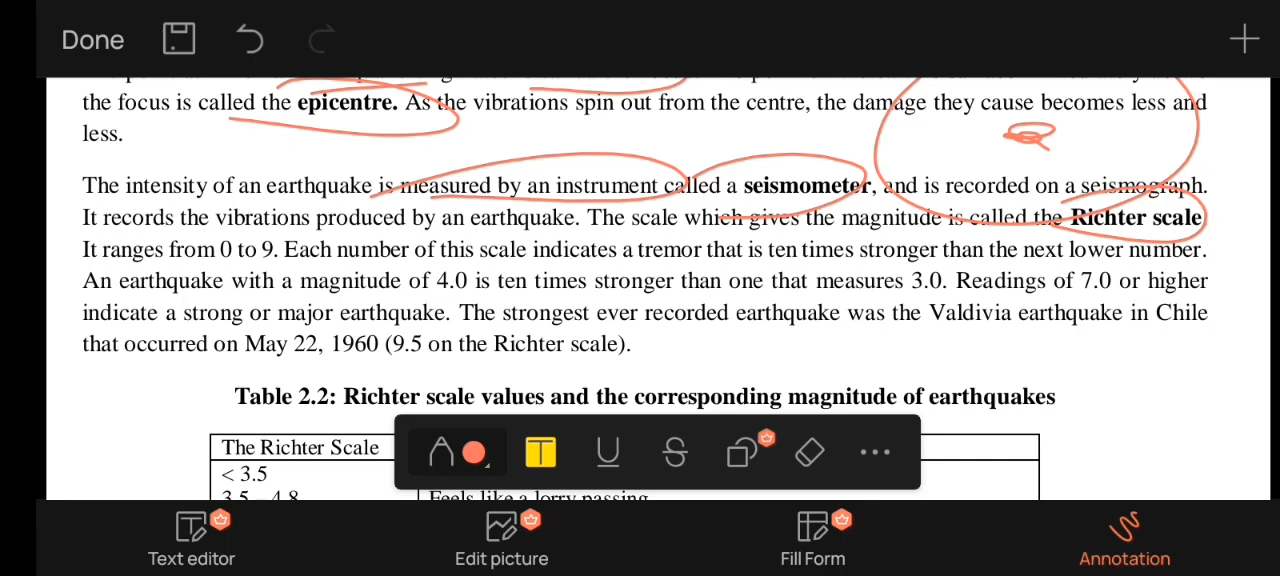 Done
the focus is called the epicentre. As the vibrations spin out from the centre, the damage they cause becomes less and
less.
The intensity of an earthquake is measured by an instrument called a seismometer, and is recorded on a seismograph.
It records the vibrations produced by an earthquake. The scale which gives the magnitude is called the Richter scale
It ranges from 0 to 9. Each number of this scale indicates a tremor that is ten times stronger than the next lower number.
An earthquake with a magnitude of 4.0 is ten times stronger than one that measures 3.0. Readings of 7.0 or higher
indicate a strong or major earthquake. The strongest ever recorded earthquake was the Valdivia earthquake in Chile
that occurred on May 22, 1960 (9.5 on the Richter scale).
Table 2.2: Richter scale values and the corresponding magnitude of earthquakes
The Richter Scale
< 3.5
3.5 – 4.8 Feels like a lorry passing
Text editor Edit picture Fill Form Annotation